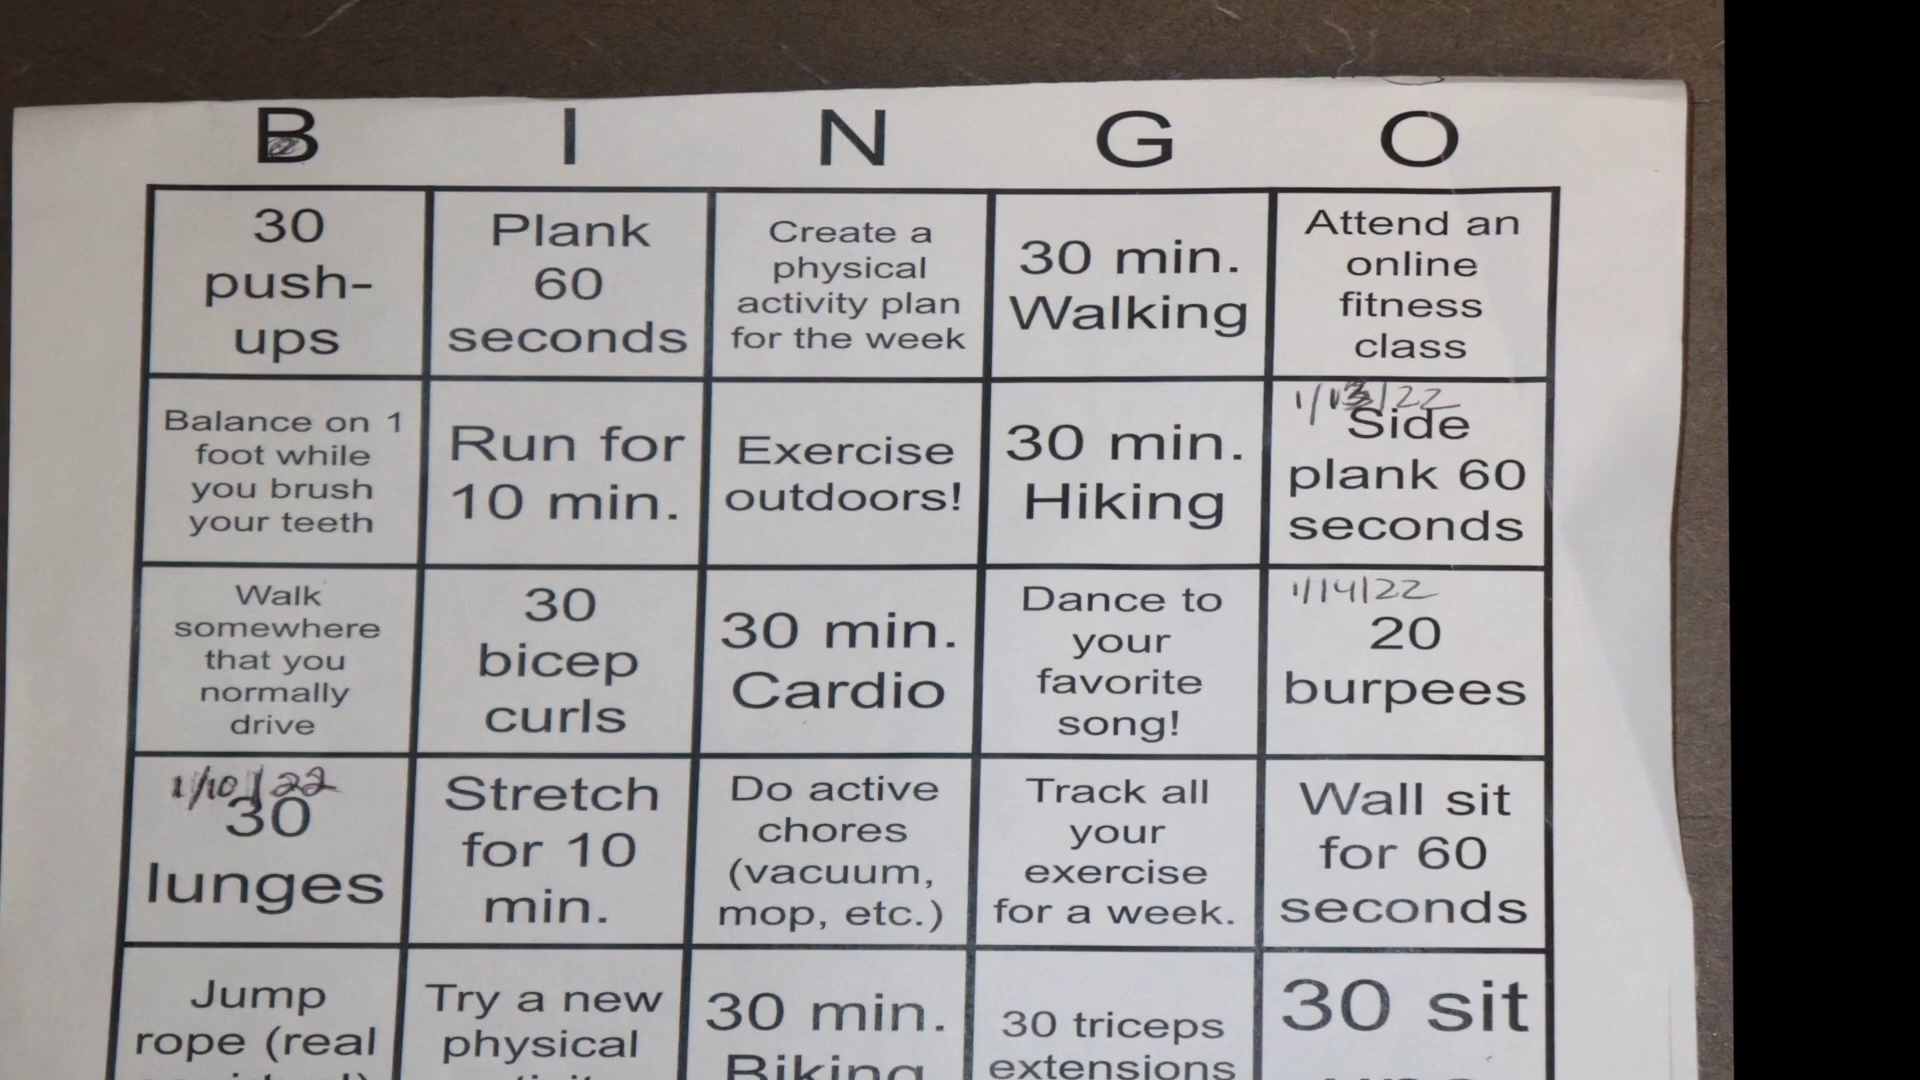 B I N G O
30
push-
ups
Plank
60
seconds
Create a
physical
activity plan
for the week
30 min.
Walking
Attend an
online
fitness
class
Balance on 1
foot while
you brush
your teeth
Run for
10 min.
Exercise
outdoors!
30 min.
Hiking
1/13/22
Side
plank 60
seconds
Walk
somewhere
that you
normally
drive
30
bicep
curls
30 min.
Cardio
Dance to
your
favorite
song!
1/14/22
20
burpees
1/10/22
30
lunges
Stretch
for 10
min.
Do active
chores
(vacuum,
mop, etc.)
Track all
your
exercise
for a week.
Wall sit
for 60
seconds
Jump
rope (real
Try a new
physical
30 min.
Biking
30 triceps
extensions
30 sit